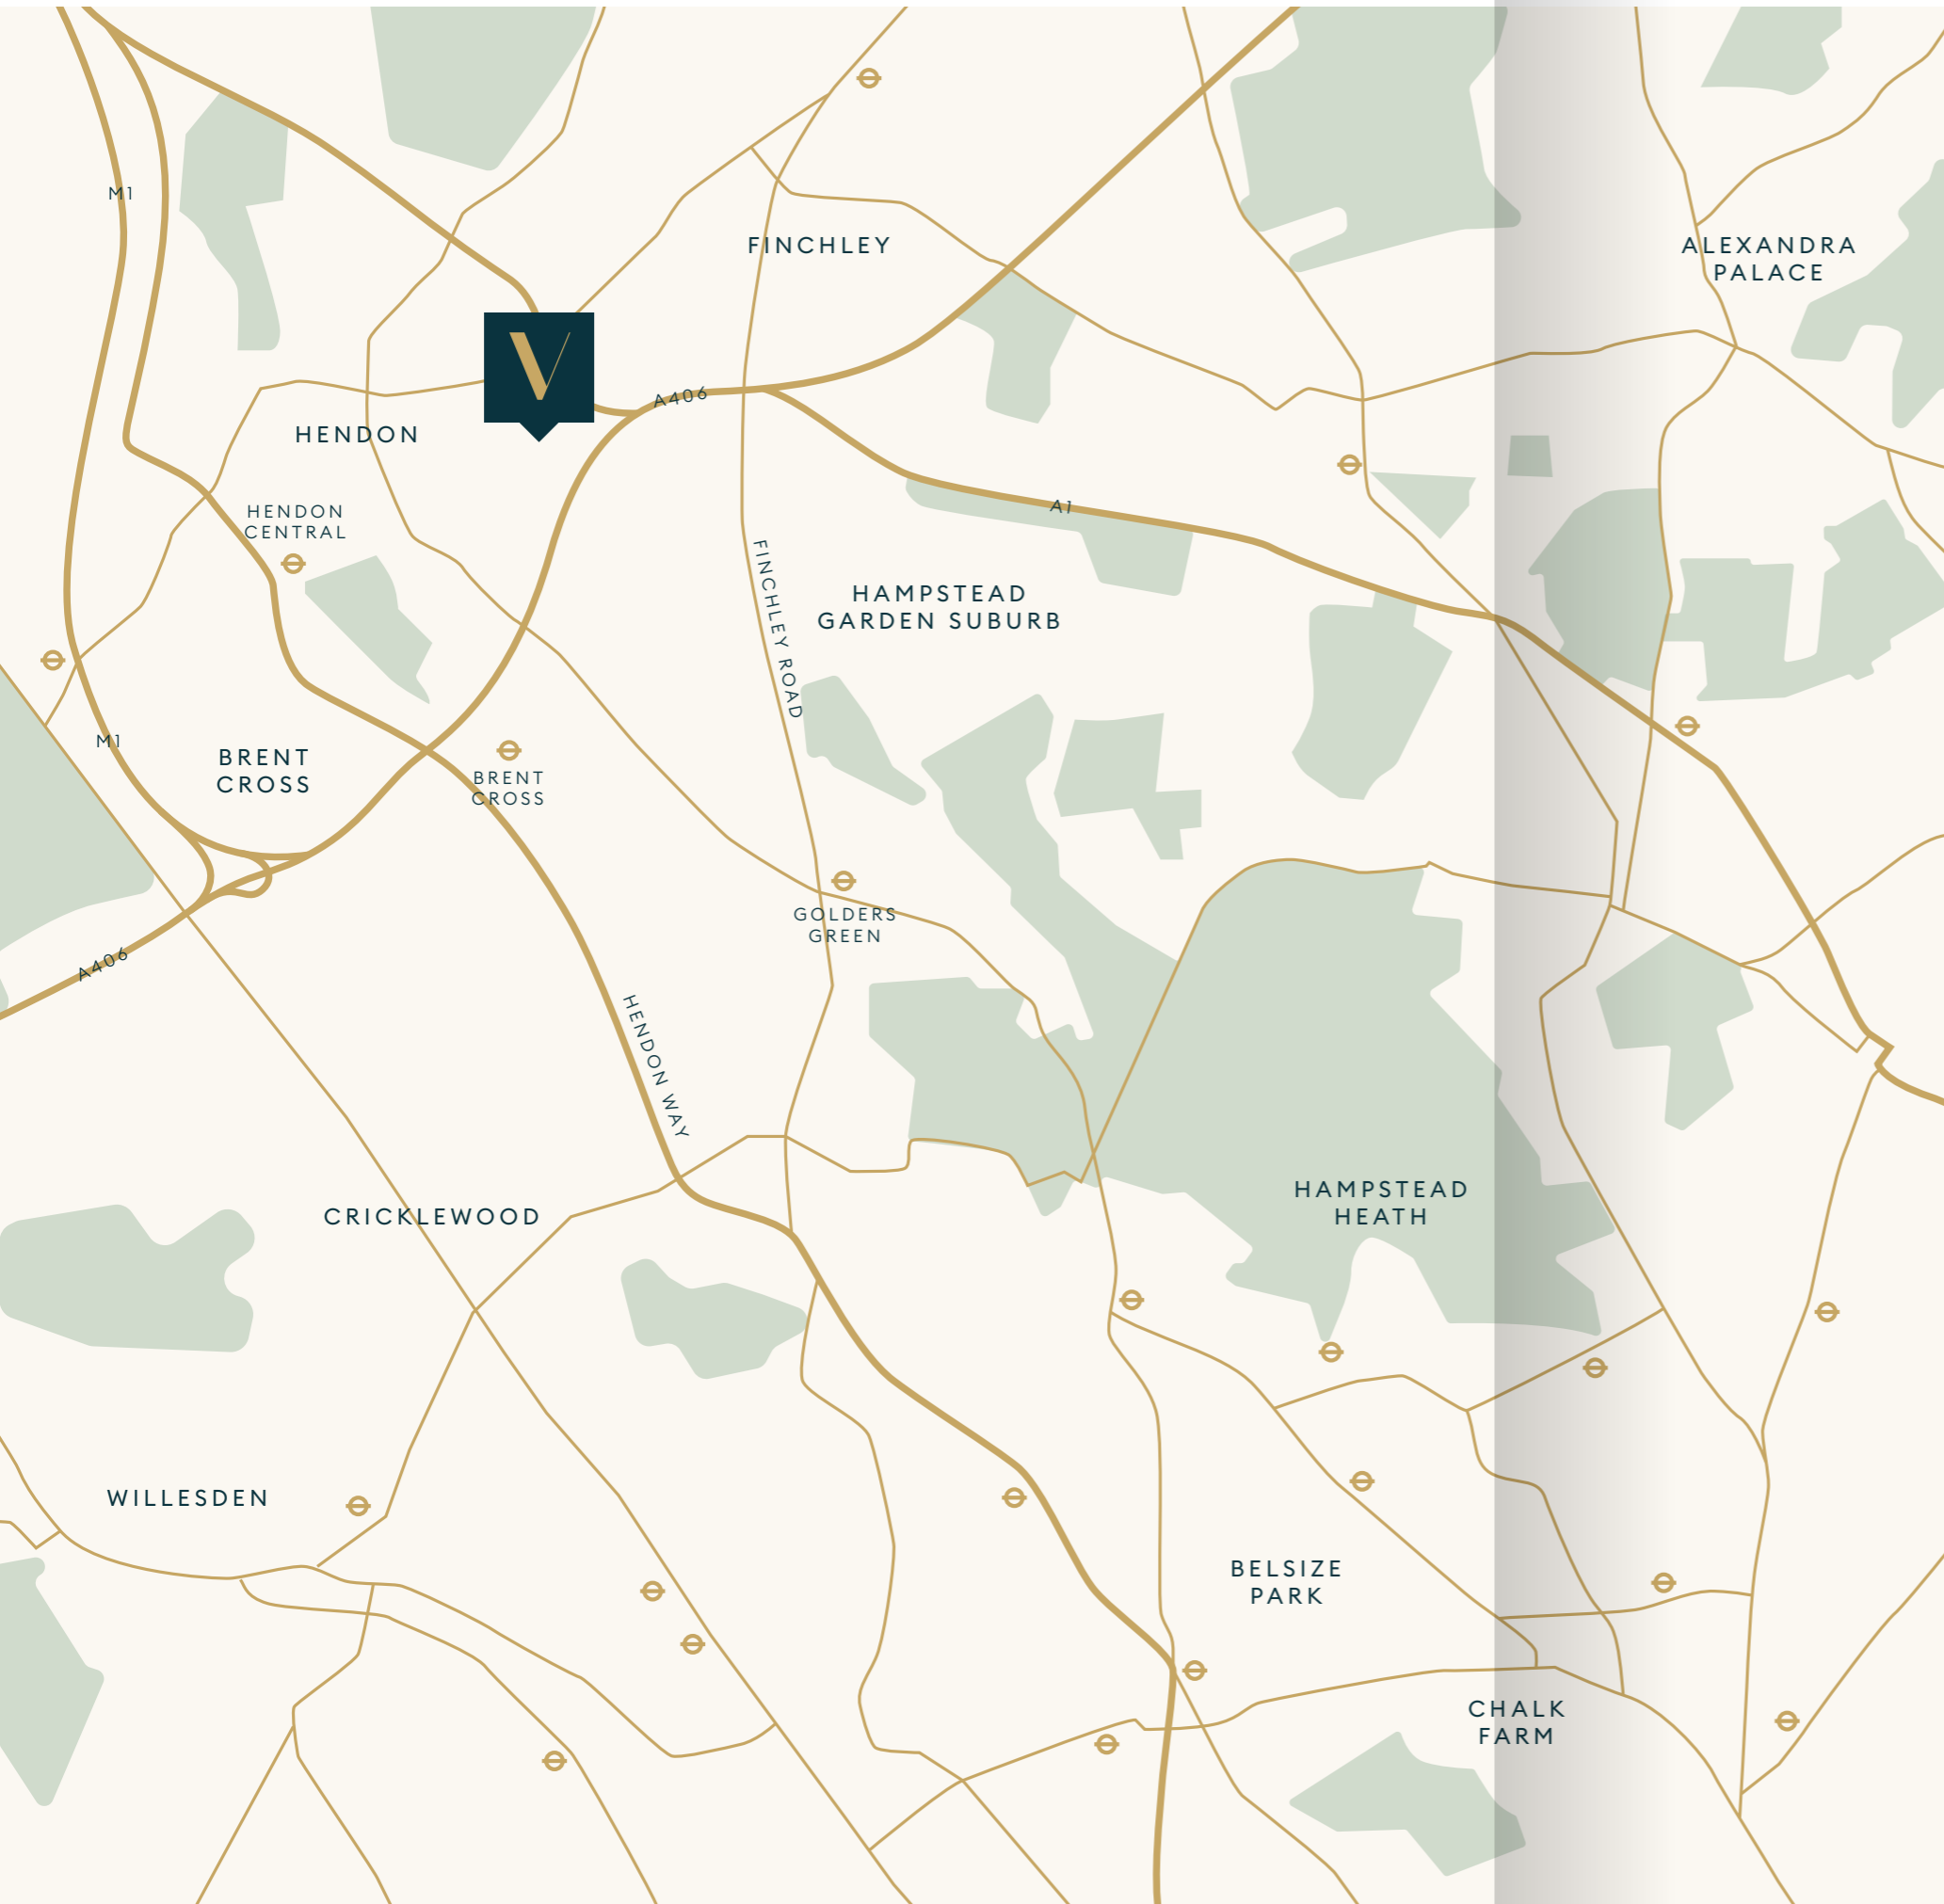 M1
FINCHLEY
ALEXANDRA
PALACE
V
A406
HENDON
HENDON
CENTRAL
A1
FINCHLEY ROAD
HAMPSTEAD
GARDEN SUBURB
M1
BRENT
CROSS
BRENT
CROSS
GOLDERS
GREEN
A406
HENDON WAY
HAMPSTEAD
HEATH
CRICKLEWOOD
WILLESDEN
BELSIZE
PARK
CHALK
FARM